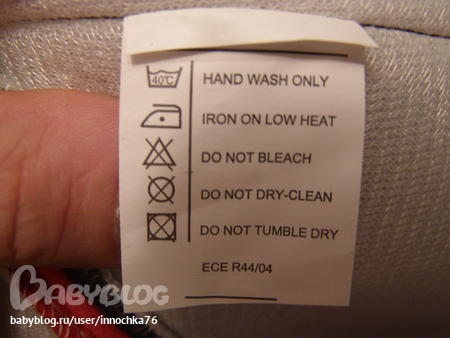 40°C HAND WASH ONLY
IRON ON LOW HEAT
DO NOT BLEACH
DO NOT DRY-CLEAN
DO NOT TUMBLE DRY
ECE R44/04
BABYBLOG
babyblog.ru/user/innochka76